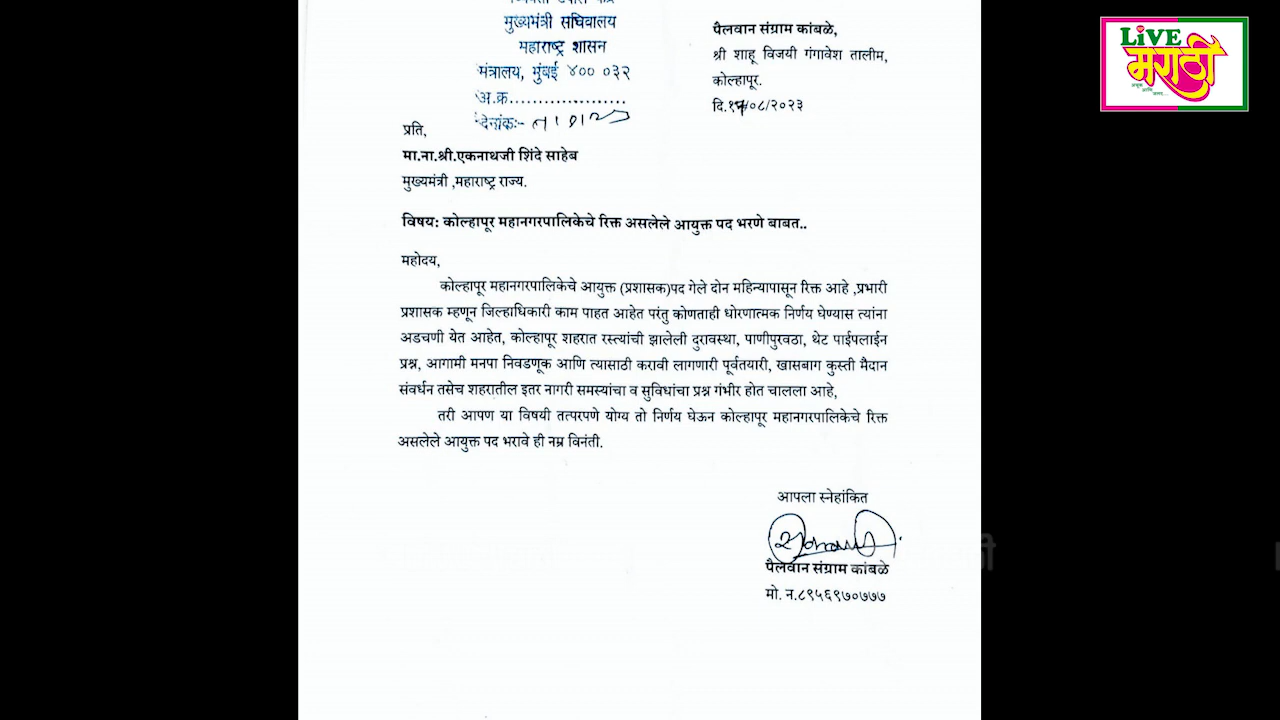 मुख्यमंत्री सचिवालय
महाराष्ट्र शासन
मंत्रालय, मुंबई ४०० ०३२
अ.क्र....................
दिनांकः-
पैलवान संग्राम कांबळे,
श्री शाहू विजयी गंगावेश तालीम,
कोल्हापूर.
/०८/२०२३
LiVE
मराठी
प्रति,
मा.ना.श्री.एकनाथजी शिंदे साहेब
मुख्यमंत्री ,महाराष्ट्र राज्य.
विषय: कोल्हापूर महानगरपालिकेचे रिक्त असलेले आयुक्त पद भरणे बाबत..
महोदय,
कोल्हापूर महानगरपालिकेचे आयुक्त (प्रशासक)पद गेले दोन महिन्यापासून रिक्त आहे ,प्रभारी
प्रशासक म्हणून जिल्हाधिकारी काम पाहत आहेत परंतु कोणताही धोरणात्मक निर्णय घेण्यास त्यांना
अडचणी येत आहेत, कोल्हापूर शहरात रस्त्यांची झालेली दुरावस्था, पाणीपुरवठा, थेट पाईपलाईन
प्रश्न, आगामी मनपा निवडणूक आणि त्यासाठी करावी लागणारी पूर्वतयारी, खासबाग कुस्ती मैदान
संवर्धन तसेच शहरातील इतर नागरी समस्यांचा व सुविधांचा प्रश्न गंभीर होत चालला आहे,
तरी आपण या विषयी तत्परपणे योग्य तो निर्णय घेऊन कोल्हापूर महानगरपालिकेचे रिक्त
असलेले आयुक्त पद भरावे ही नम्र विनंती.
आपला स्नेहांकित
पैलवान संग्राम कांबळे
मो. न.८९५६९७०७७७